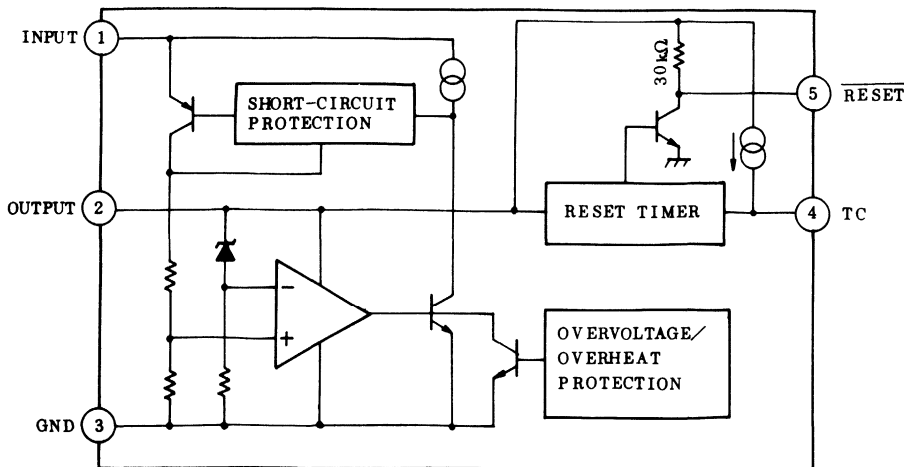 INPUT 1
30kΩ
SHORT-CIRCUIT
PROTECTION
5 RESET
OUTPUT 2
RESET TIMER
4 TC
−
+
OVERVOLTAGE/
OVERHEAT
PROTECTION
GND 3